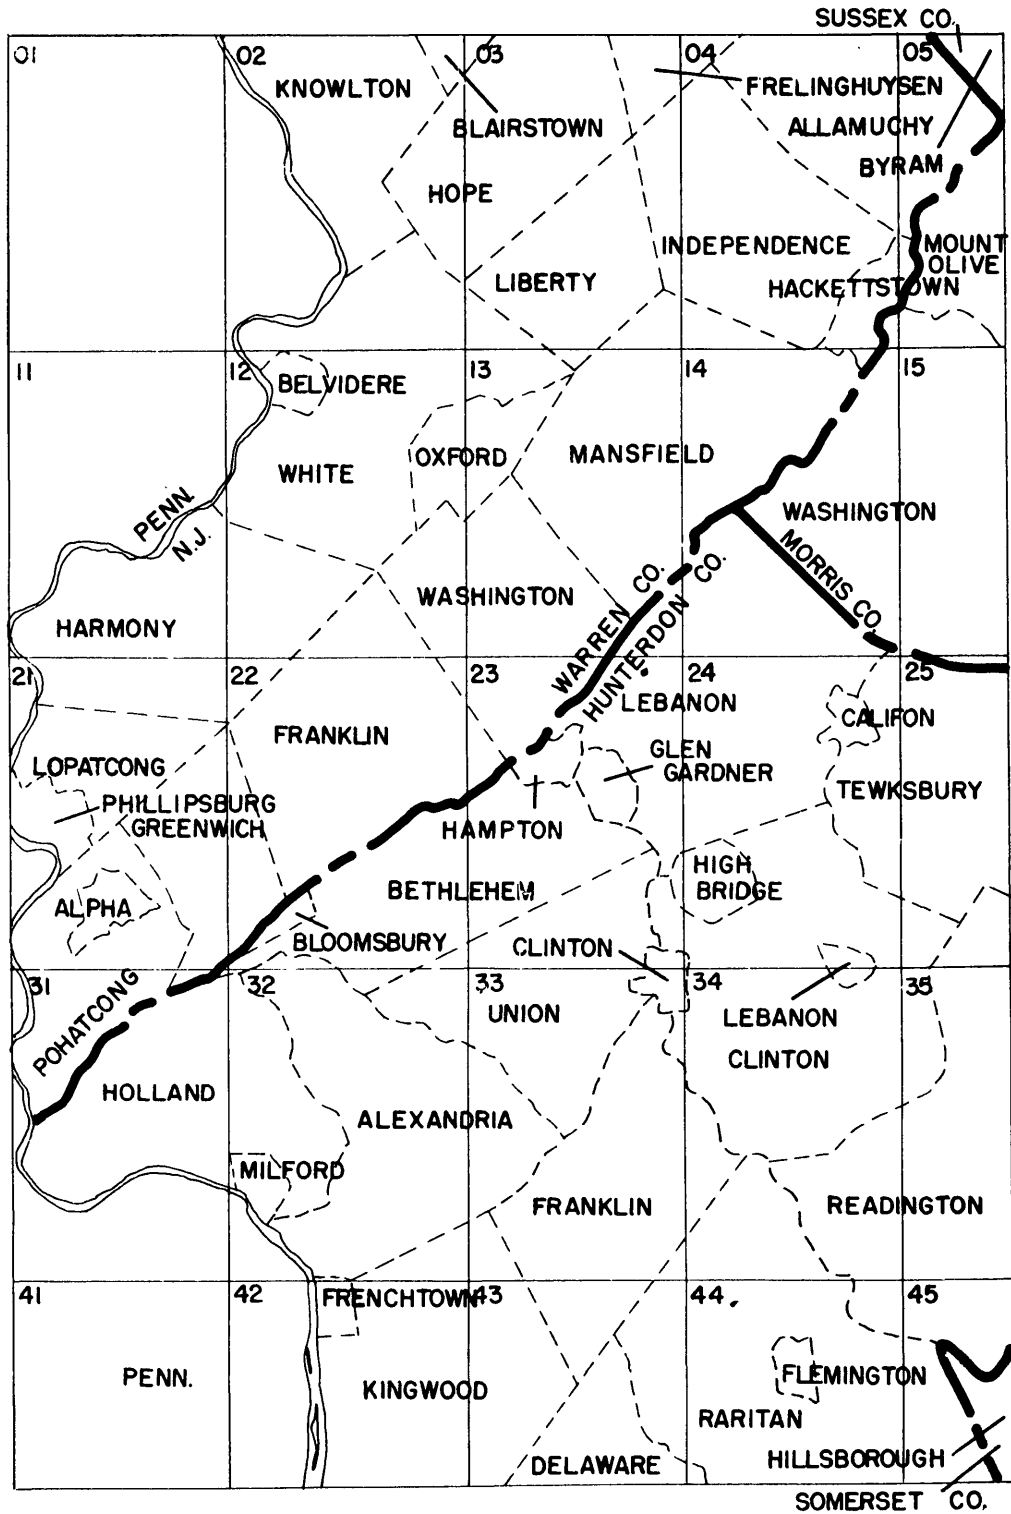 SUSSEX CO.
01
02
03
04
05
KNOWLTON
FRELINGHUYSEN
BLAIRSTOWN
ALLAMUCHY
BYRAM
HOPE
INDEPENDENCE
MOUNT
OLIVE
LIBERTY
HACKETTSTOWN
11
12
13
14
15
BELVIDERE
OXFORD
MANSFIELD
WHITE
PENN.
N.J.
WASHINGTON
MORRIS CO.
WASHINGTON
WARREN CO.
HUNTERDON CO.
HARMONY
21
22
23
24
25
LEBANON
CALIFON
FRANKLIN
GLEN
GARDNER
LOPATCONG
TEWKSBURY
PHILLIPSBURG
GREENWICH
HAMPTON
HIGH
BRIDGE
BETHLEHEM
ALPHA
BLOOMSBURY
CLINTON
31
32
33
34
35
POHATCONG
UNION
LEBANON
CLINTON
HOLLAND
ALEXANDRIA
MILFORD
FRANKLIN
READINGTON
41
42
FRENCHTOWN
43
44
45
PENN.
KINGWOOD
FLEMINGTON
RARITAN
DELAWARE
HILLSBOROUGH
SOMERSET CO.